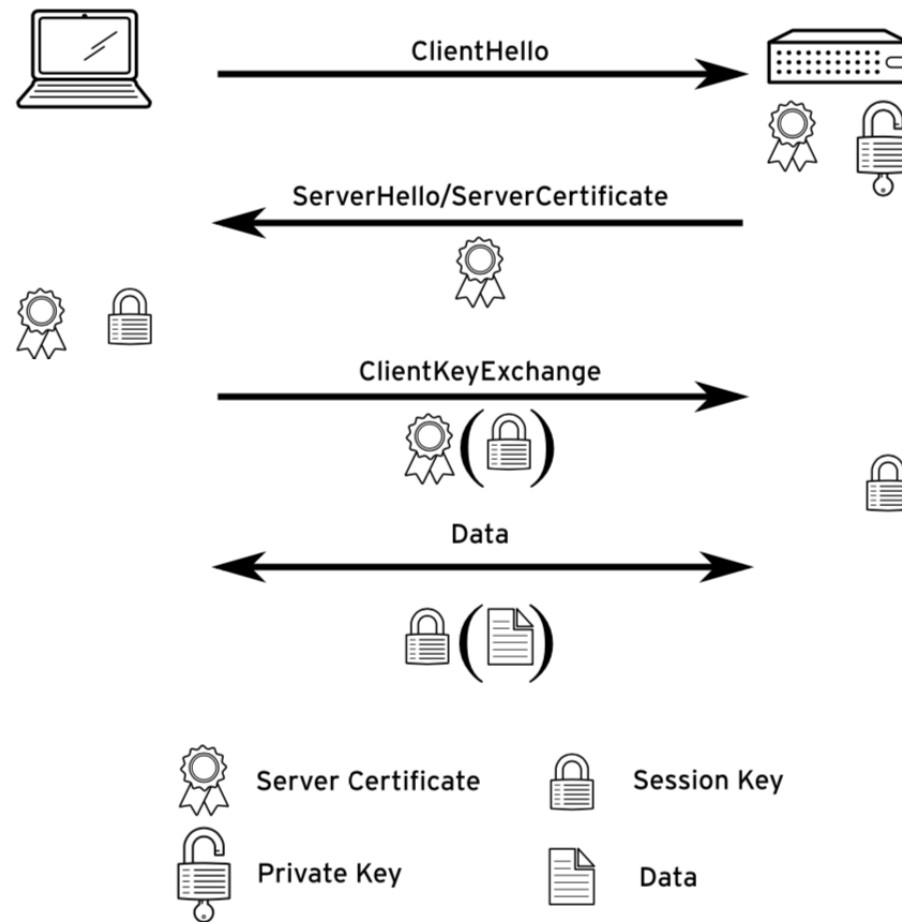 ClientHello
ServerHello/ServerCertificate
ClientKeyExchange
Data
Server Certificate
Session Key
Private Key
Data